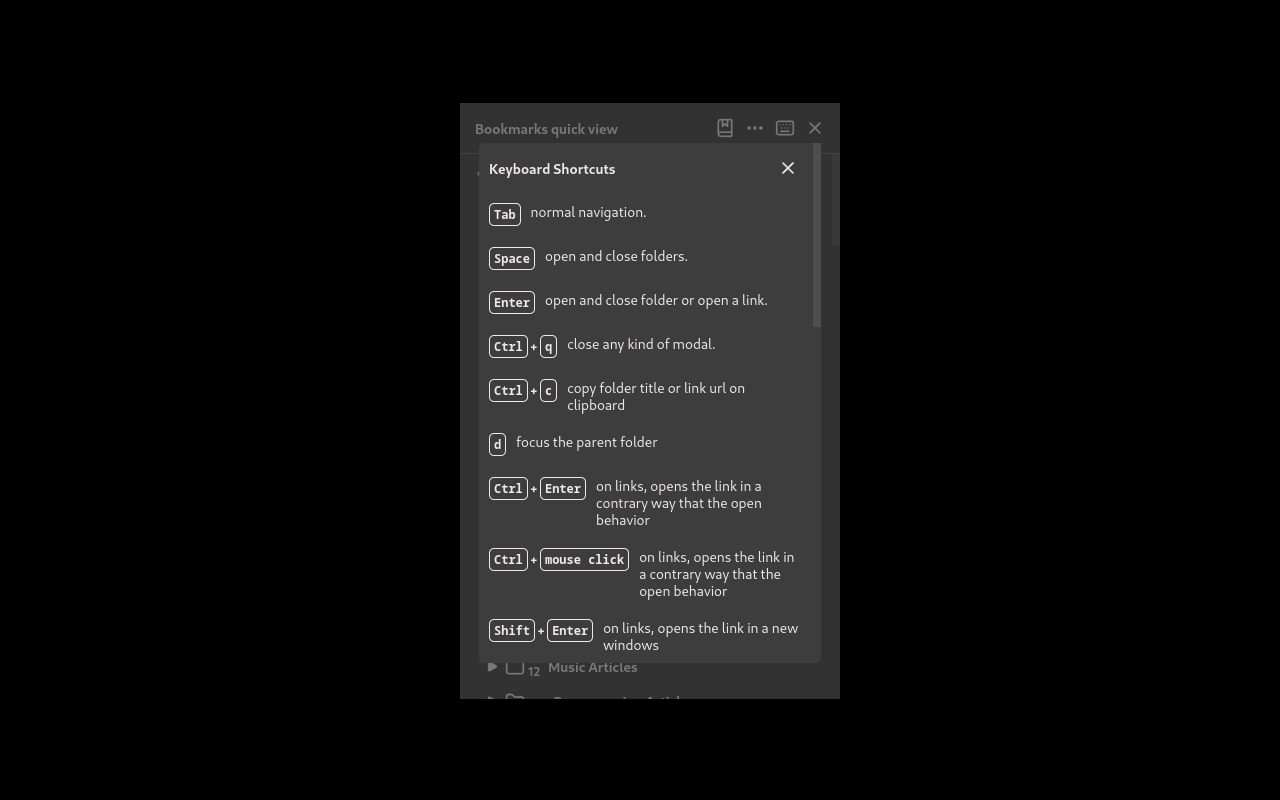 Bookmarks quick view
Keyboard Shortcuts
Tab normal navigation.
Space open and close folders.
Enter open and close folder or open a link.
Ctrl + q close any kind of modal.
Ctrl + c copy folder title or link url on
clipboard
d focus the parent folder
Ctrl + Enter on links, opens the link in a
contrary way that the open
behavior
Ctrl + mouse click on links, opens the link in
a contrary way that the
open behavior
Shift + Enter on links, opens the link in a new
windows
12 Music Articles